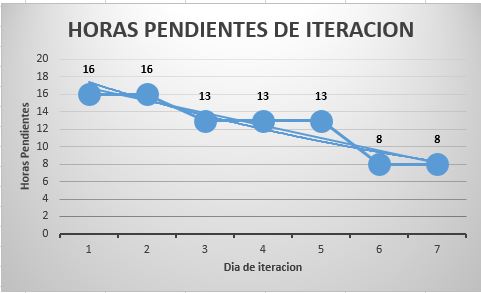 HORAS PENDIENTES DE ITERACION
20
18
16
14
12
10
8
6
4
2
0
Horas Pendientes
16 16 13 13 13 8 8
1 2 3 4 5 6 7
Dia de iteracion